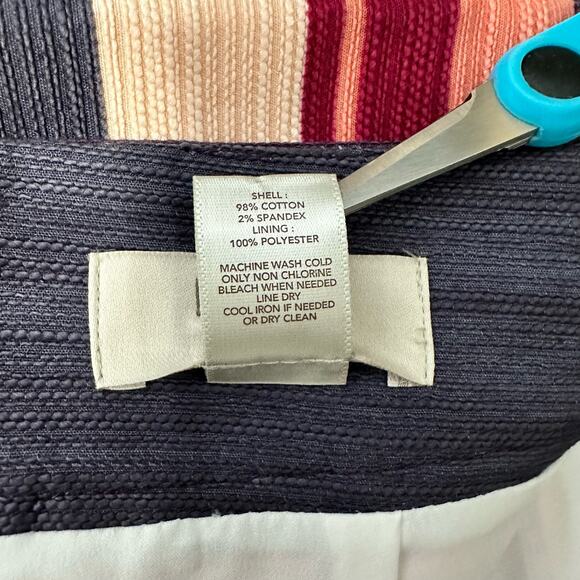 SHELL :
98% COTTON
2% SPANDEX
LINING :
100% POLYESTER
MACHINE WASH COLD
ONLY NON CHLORINE
BLEACH WHEN NEEDED
LINE DRY
COOL IRON IF NEEDED
OR DRY CLEAN